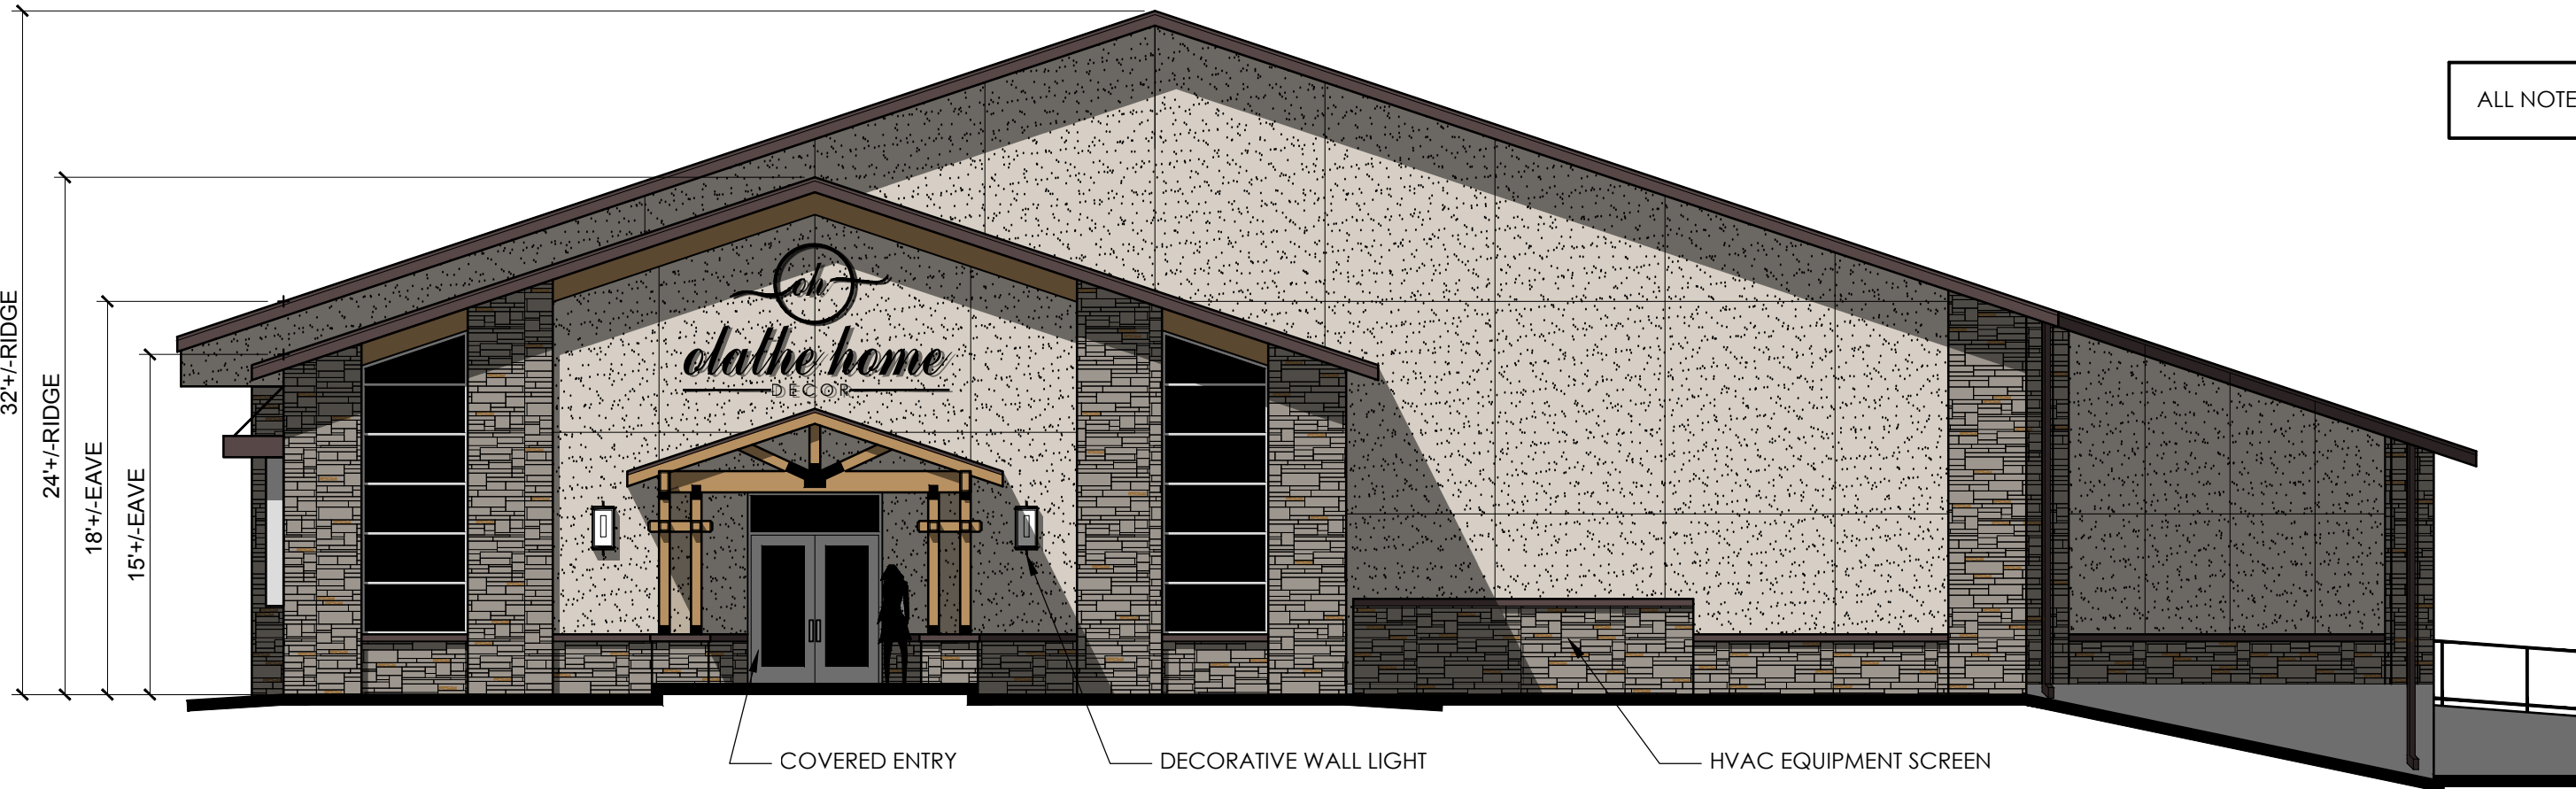 32'+/-RIDGE
24'+/-RIDGE
18'+/-EAVE
15'+/-EAVE
ALL NOTE
oh
olathe home
DECOR
COVERED ENTRY
DECORATIVE WALL LIGHT
HVAC EQUIPMENT SCREEN